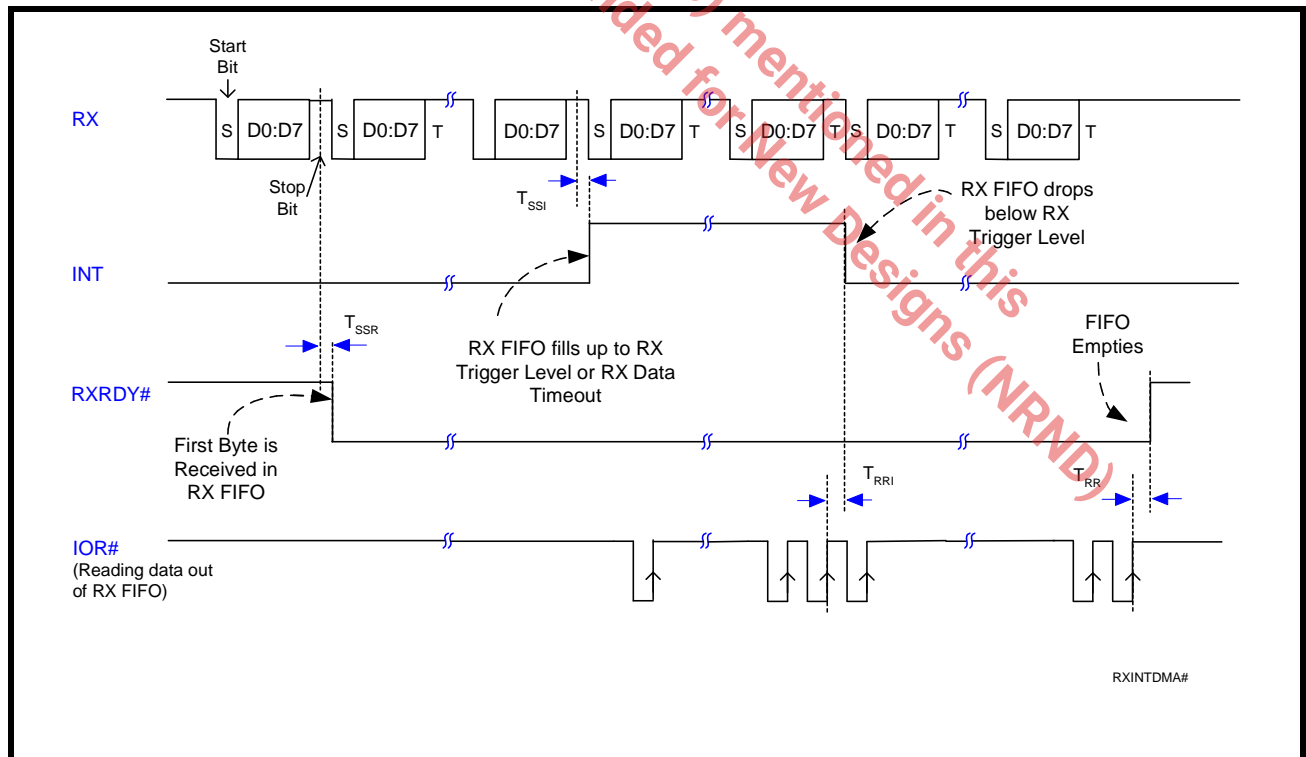 mentioned in this
for New Designs (NRND)
Start
Bit
RX
S D0:D7 S D0:D7 T D0:D7 S D0:D7 T S D0:D7 T S D0:D7 T S D0:D7 T
Stop
Bit
TSSI
RX FIFO drops
below RX
Trigger Level
INT
TSSR
RX FIFO fills up to RX
Trigger Level or RX Data
Timeout
FIFO
Empties
RXRDY#
First Byte is
Received in
RX FIFO
TRRI
TRR
IOR#
(Reading data out
of RX FIFO)
RXINTDMA#